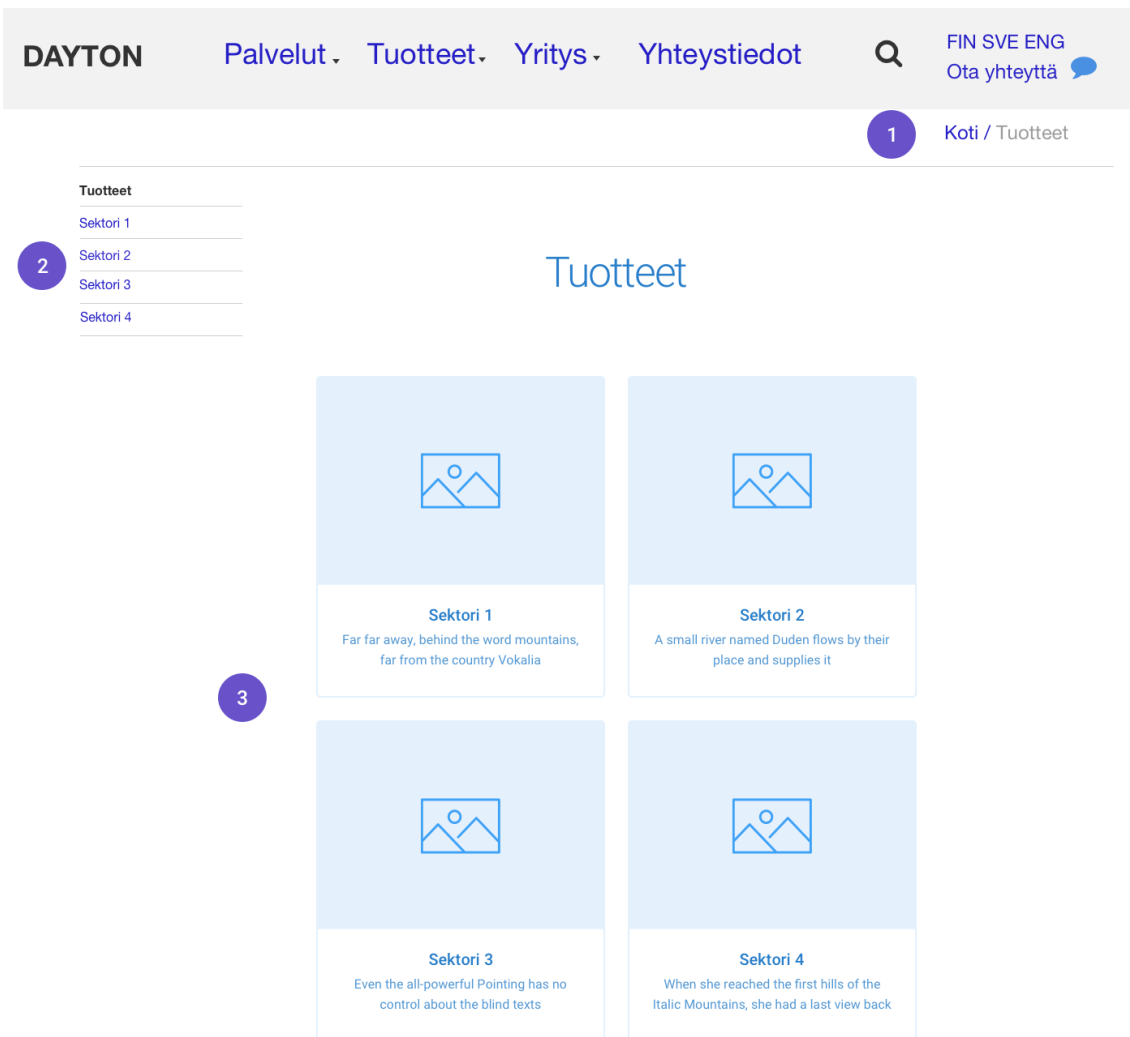 DAYTON
Palvelut
Tuotteet
Yritys
Yhteystiedot
FIN SVE ENG
Ota yhteyttä
1
Koti / Tuotteet
Tuotteet
Sektori 1
2
Sektori 2
Sektori 3
Sektori 4
Tuotteet
Sektori 1
Far far away, behind the word mountains,
far from the country Vokalia
Sektori 2
A small river named Duden flows by their
place and supplies it
3
Sektori 3
Even the all-powerful Pointing has no
control about the blind texts
Sektori 4
When she reached the first hills of the
Italic Mountains, she had a last view back